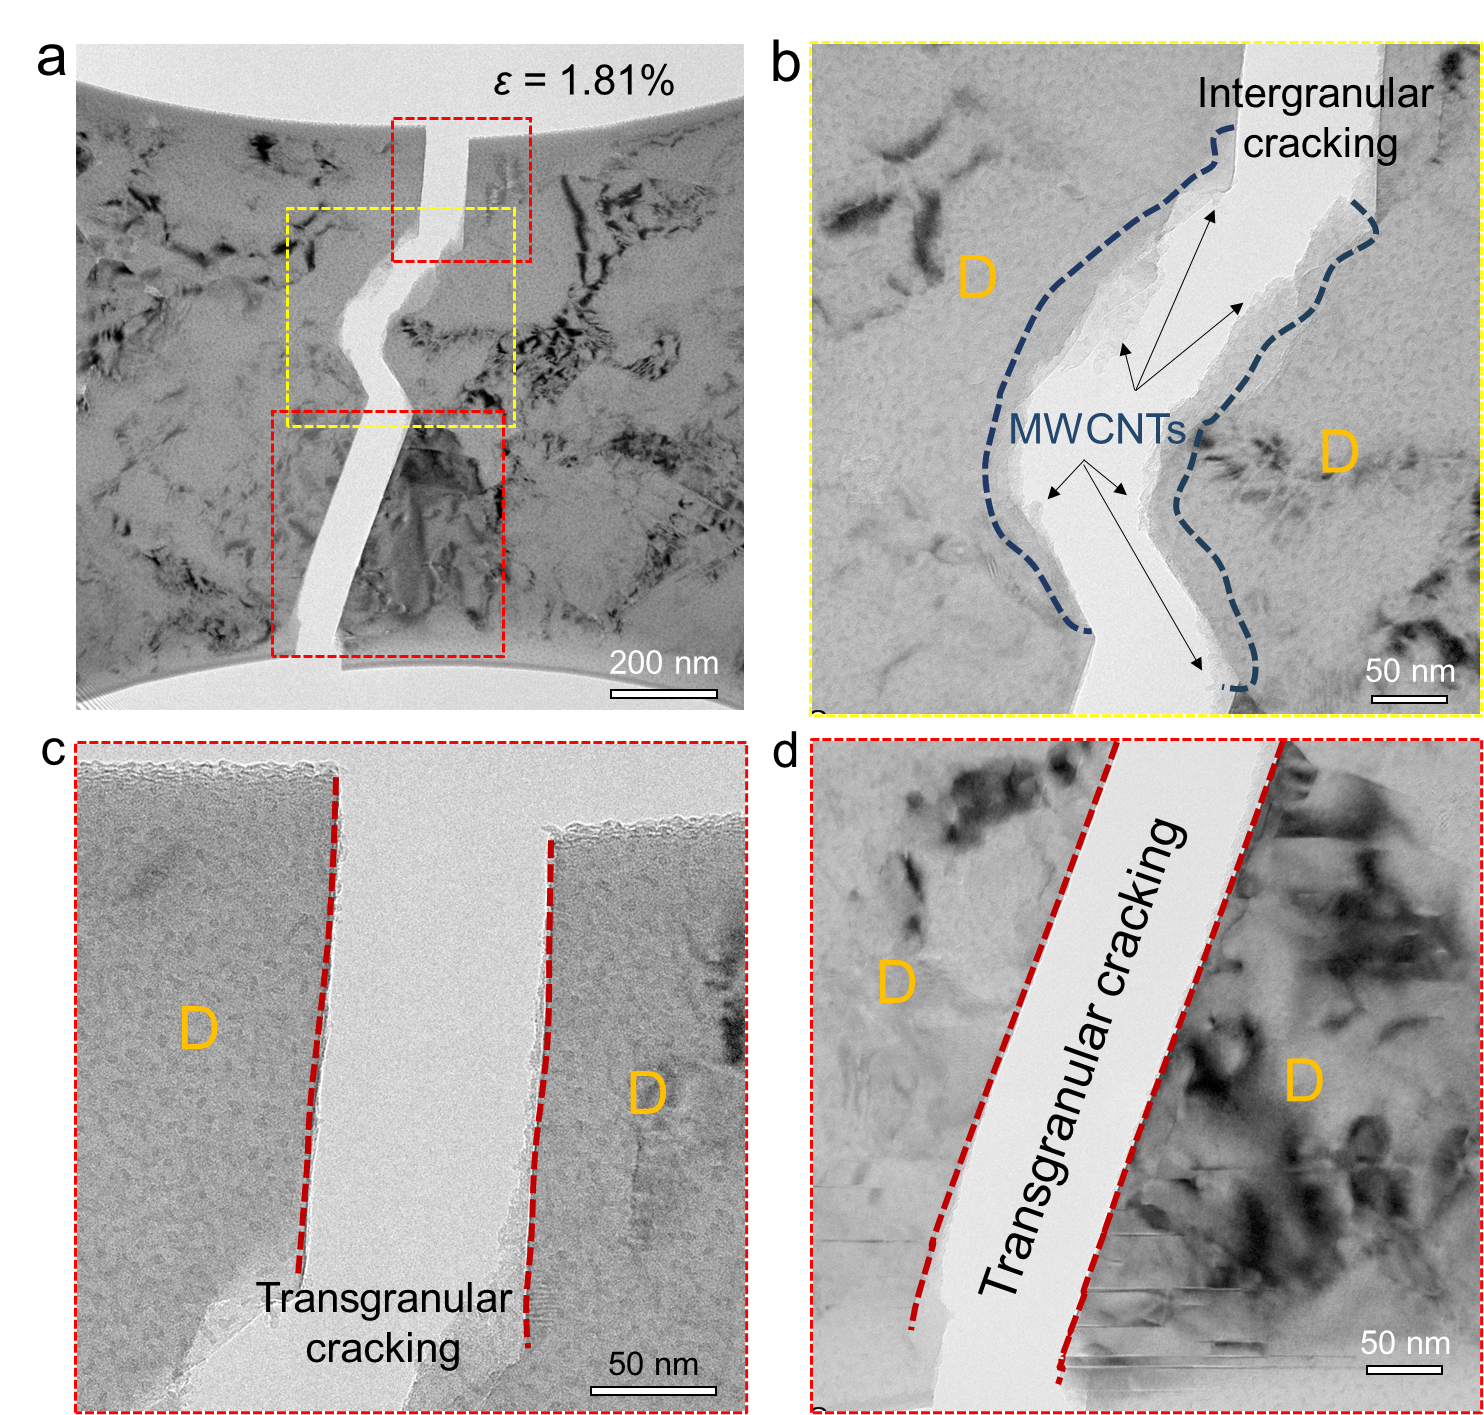 a
ε = 1.81%
200 nm
b
Intergranular
cracking
D
MWCNTs
D
50 nm
c
D
D
Transgranular
cracking
50 nm
d
Transgranular cracking
D
D
50 nm